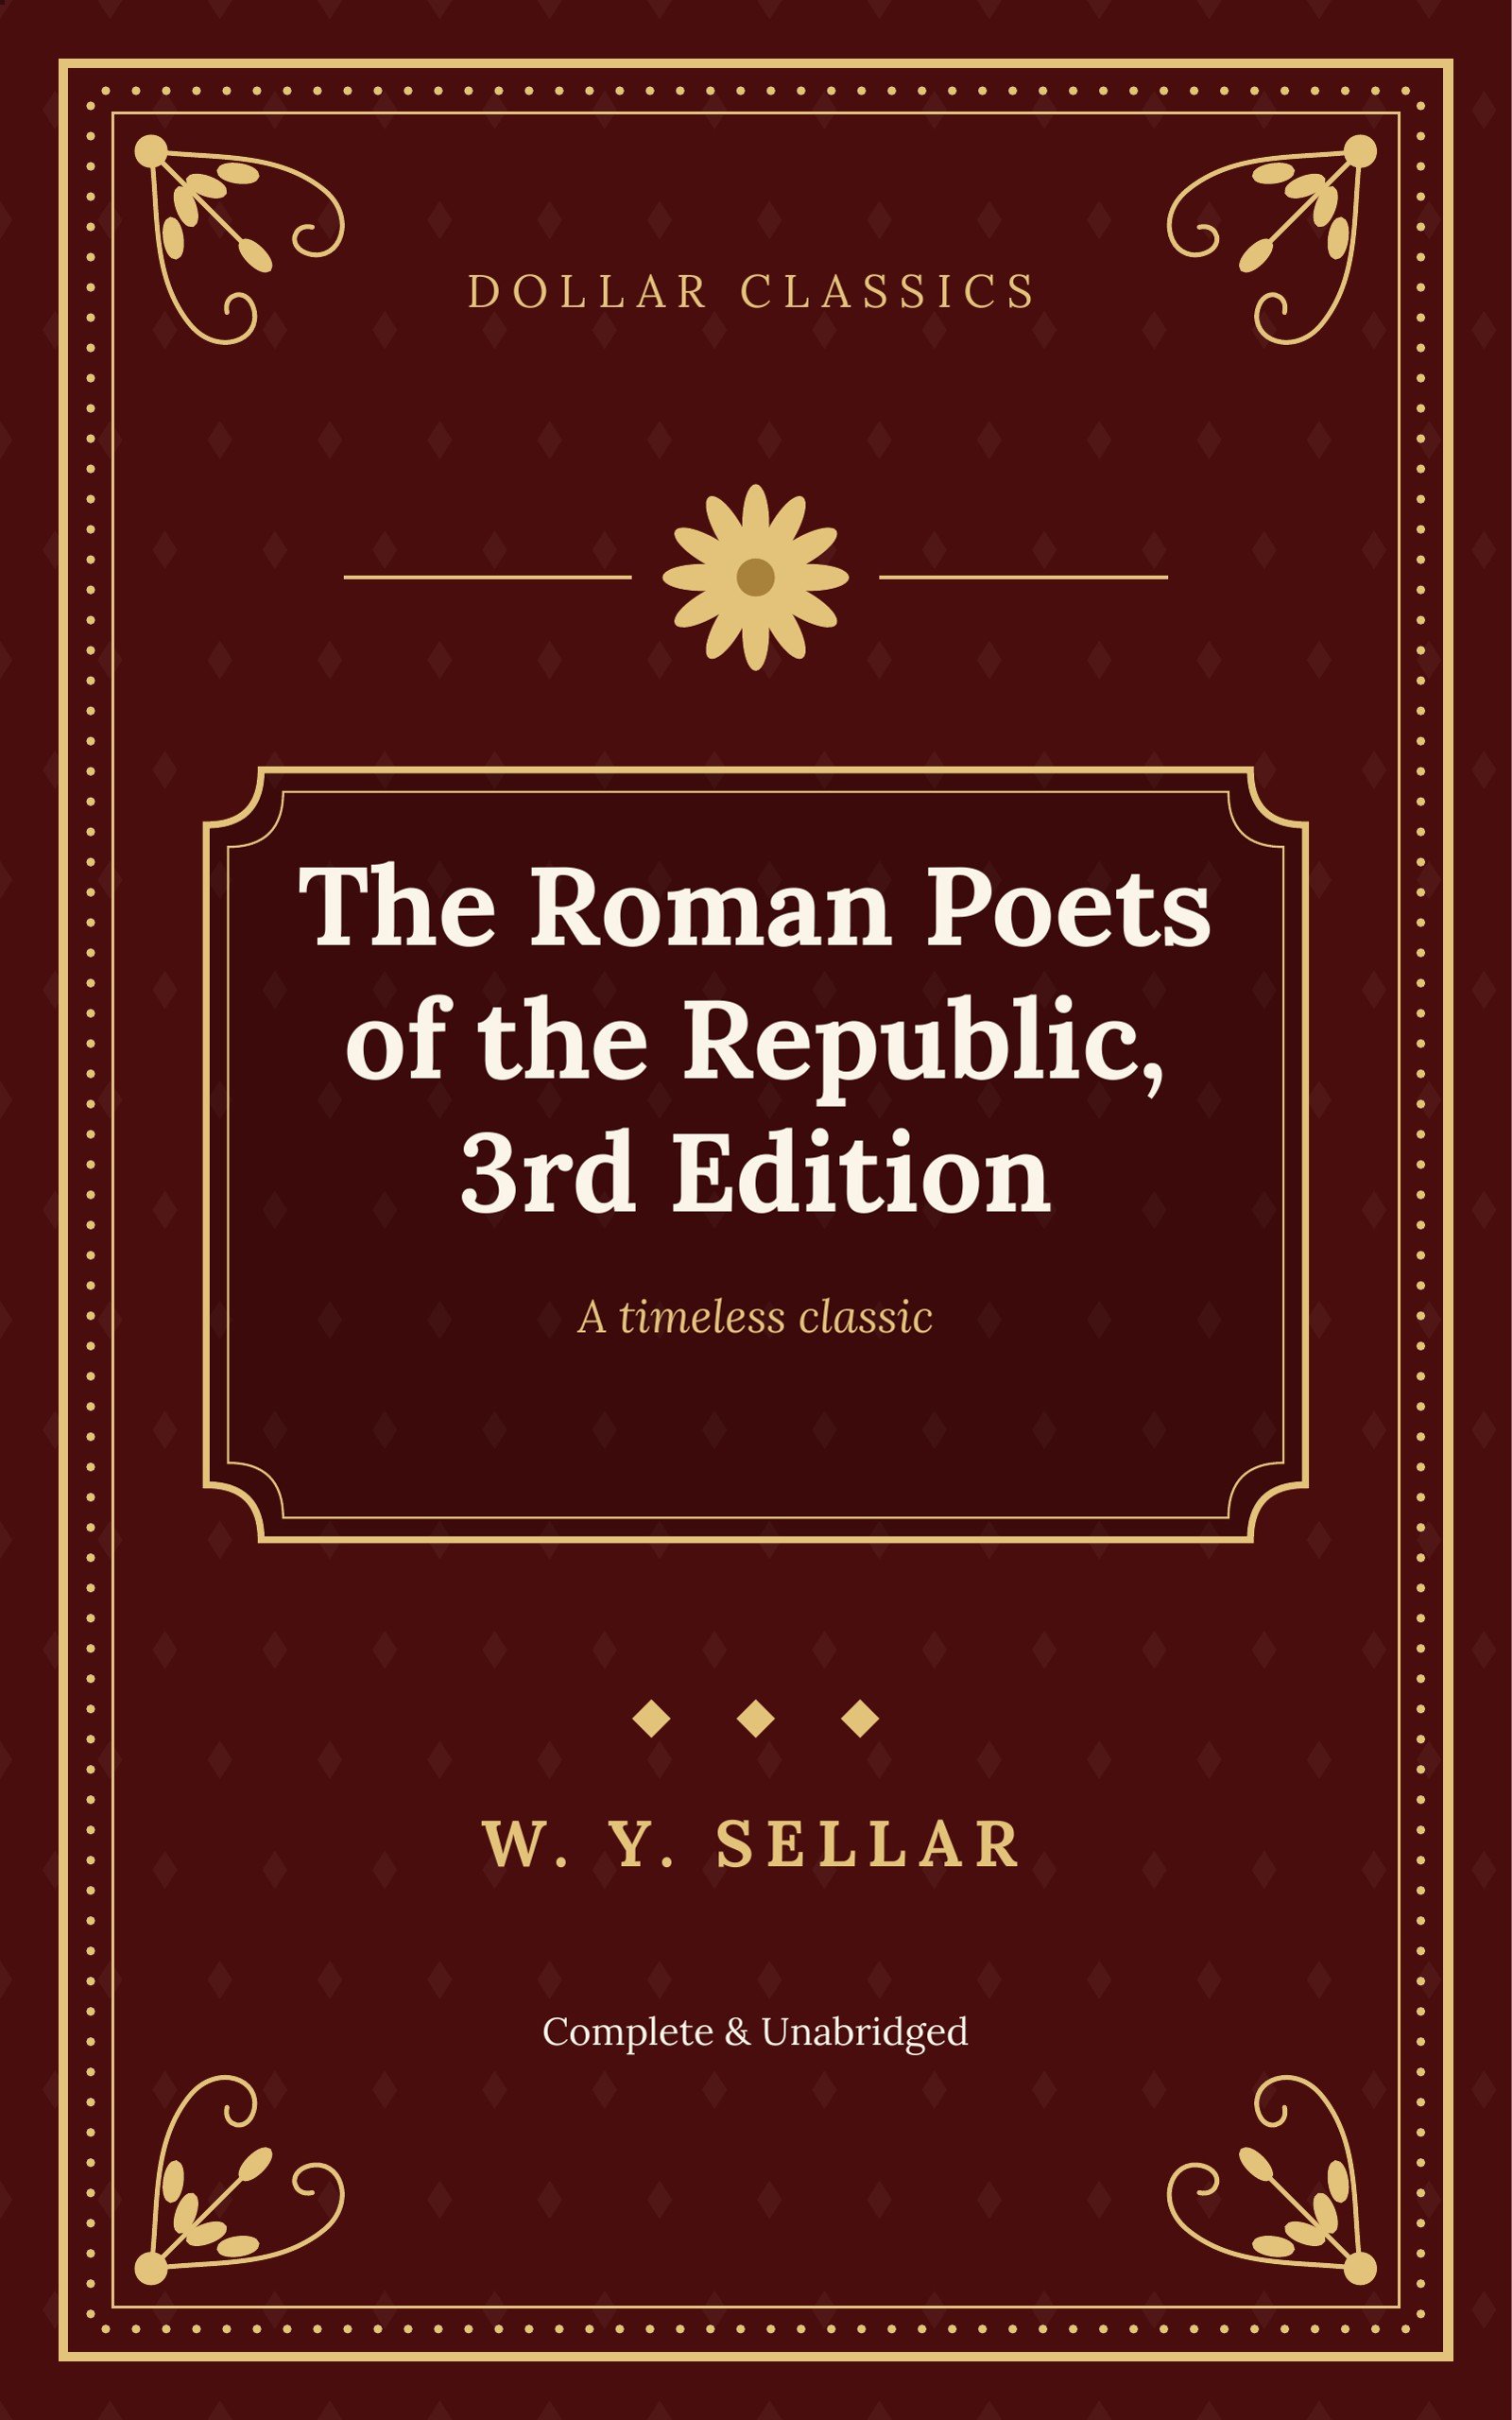 DOLLAR CLASSICS
The Roman Poets
of the Republic,
3rd Edition
A timeless classic
W. Y. SELLAR
Complete & Unabridged